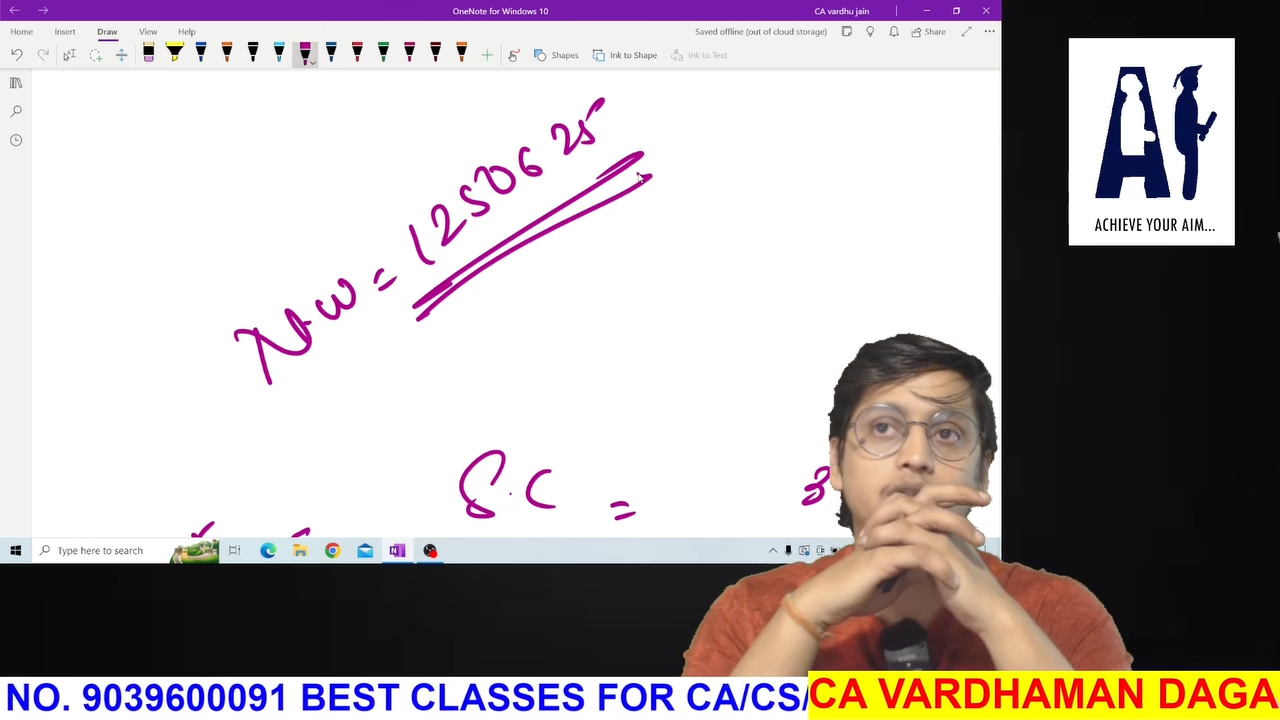 OneNote for Windows 10
CA vardhu jain
Home Insert Draw View Help
Saved offline (out of cloud storage) Share
Shapes Ink to Shape Ink to Text
= 1250625
S.C =
Type here to search
ACHIEVE YOUR AIM...
NO. 9039600091 BEST CLASSES FOR CA/CS/
CA VARDHAMAN DAGA